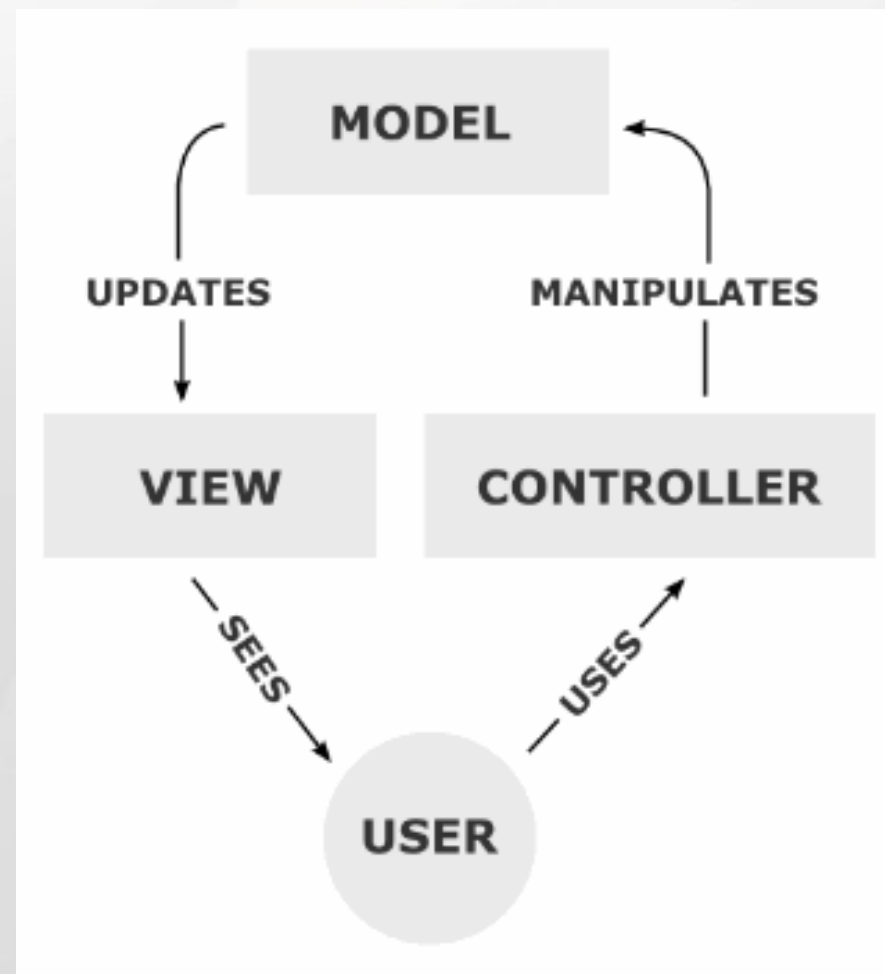 MODEL
UPDATES
MANIPULATES
VIEW
CONTROLLER
SEES
USES
USER